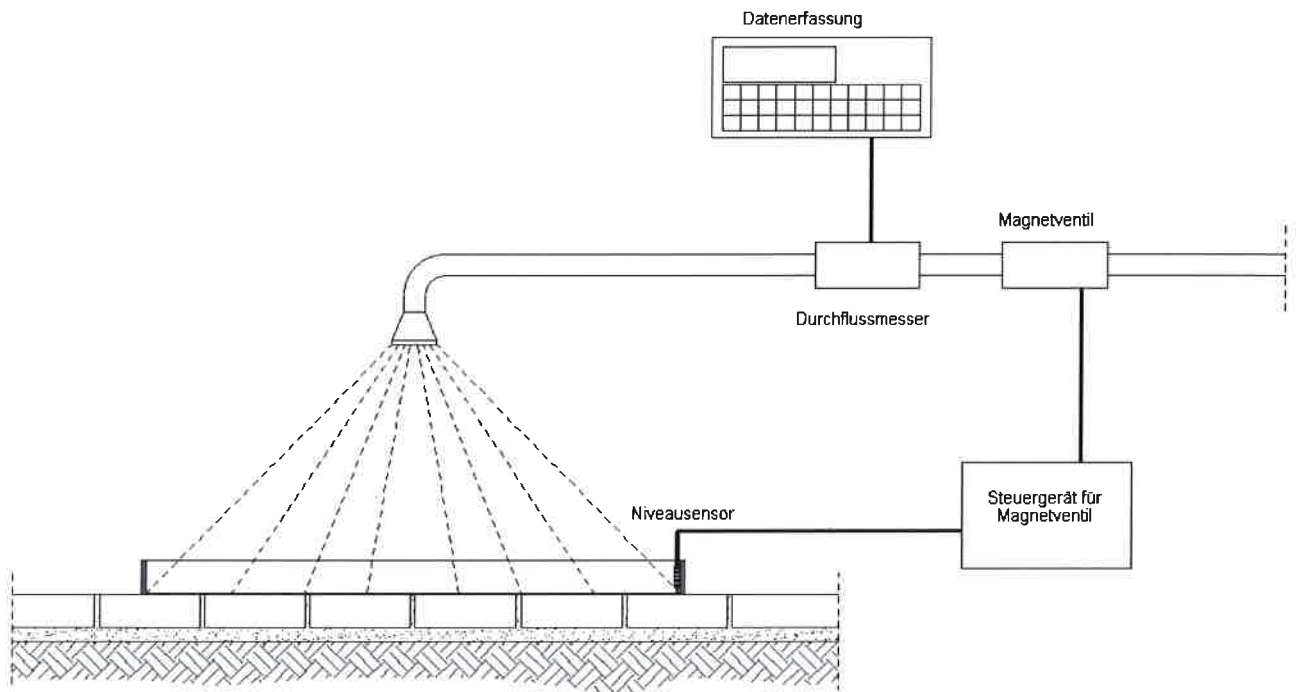 Datenerfassung
Magnetventil
Durchflussmesser
Niveausensor
Steuergerät für
Magnetventil